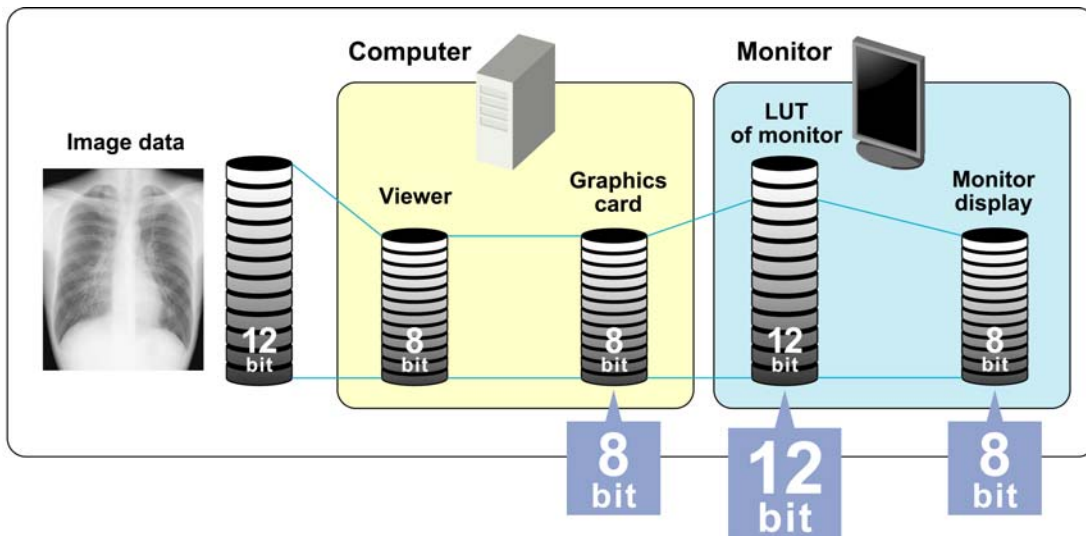 Computer
Monitor
Image data
Viewer
Graphics
card
LUT
of monitor
Monitor
display
12
bit
8
bit
8
bit
12
bit
8
bit
8
bit
12
bit
8
bit